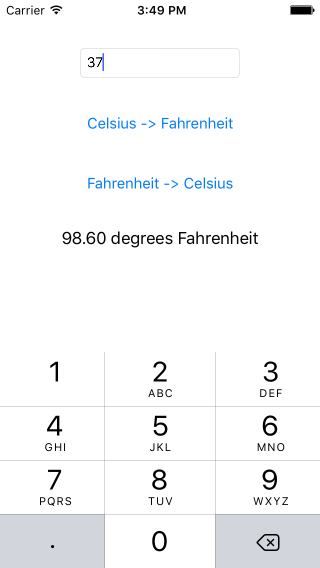 Carrier 3:49 PM
37
Celsius -> Fahrenheit
Fahrenheit -> Celsius
98.60 degrees Fahrenheit
1 2 3
ABC DEF
4 5 6
GHI JKL MNO
7 8 9
PQRS TUV WXYZ
. 0